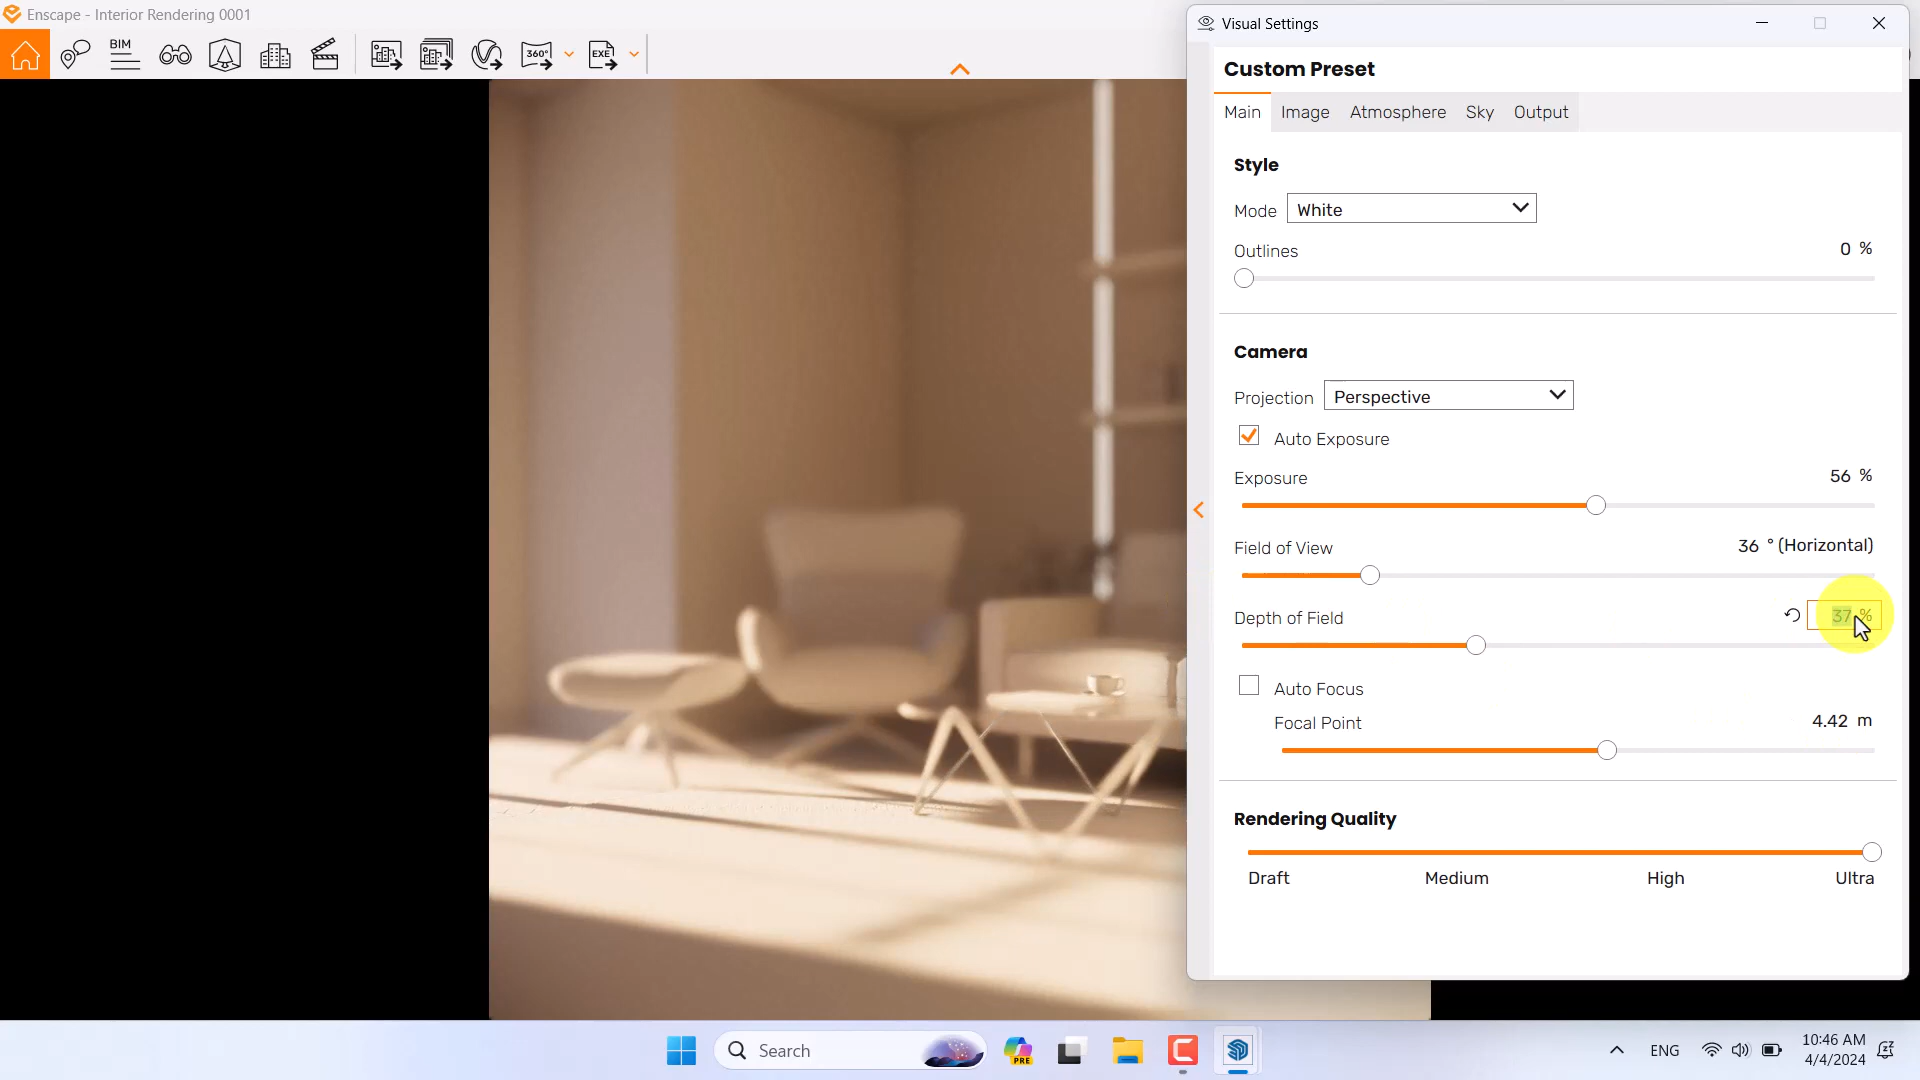 Enscape - Interior Rendering 0001
BIM
360°
EXE
Visual Settings
Custom Preset
Main Image Atmosphere Sky Output
Style
Mode White
Outlines 0 %
Camera
Projection Perspective
Auto Exposure
Exposure 56 %
Field of View 36 ° (Horizontal)
Depth of Field 37 %
Auto Focus
Focal Point 4.42 m
Rendering Quality
Draft Medium High Ultra
Search
PRE
ENG
10:46 AM
4/4/2024